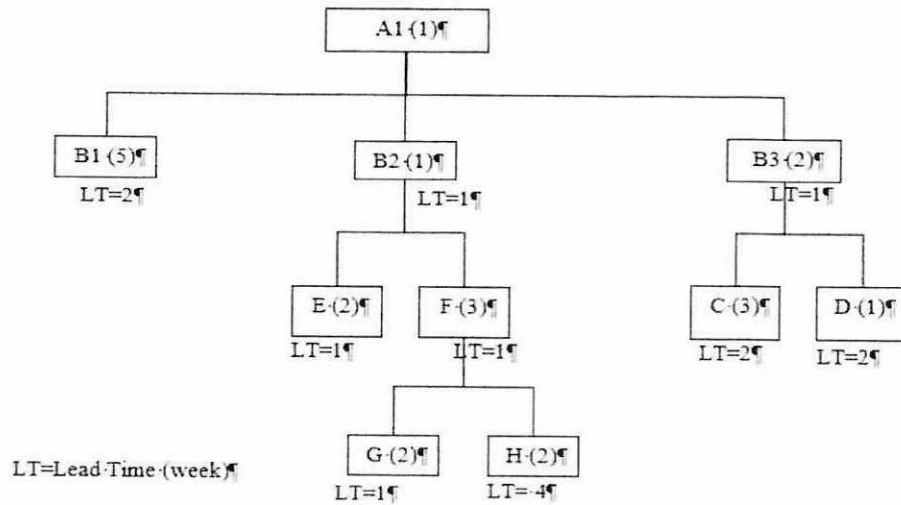 A1·(1)¶
B1·(5)¶
B2·(1)¶
B3·(2)¶
LT=2¶
LT=1¶
LT=1¶
E·(2)¶
F·(3)¶
C·(3)¶
D·(1)¶
LT=1¶
LT=1¶
LT=2¶
LT=2¶
G·(2)¶
H·(2)¶
LT=Lead·Time·(week)¶
LT=1¶
LT=·4¶